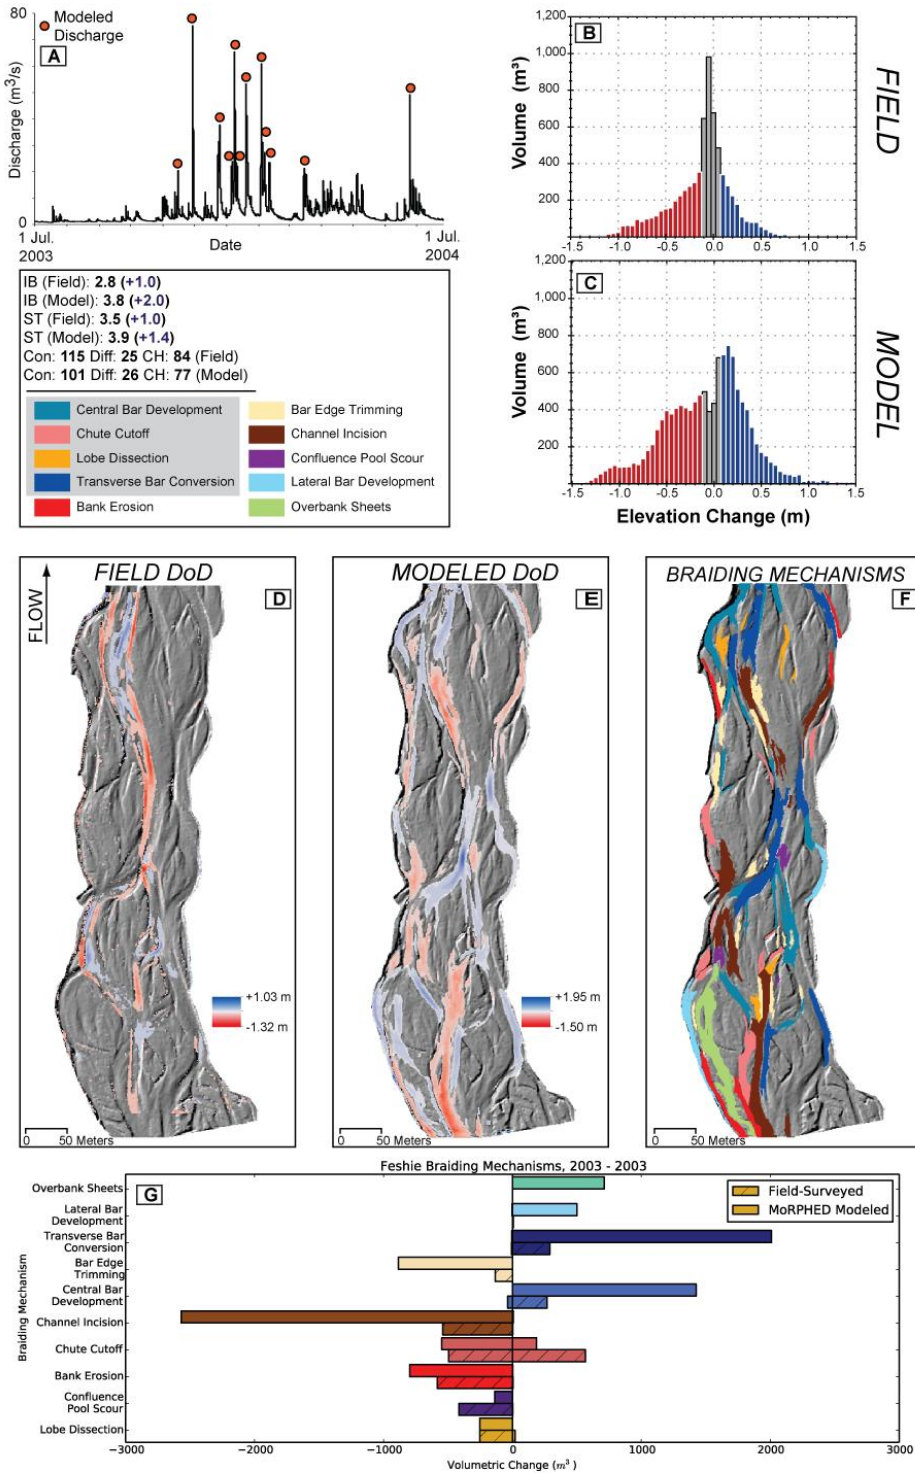 80
Modeled
Discharge
A
Discharge (m³/s)
0
1 Jul.
2003
Date
1 Jul.
2004
1,200
B
1,000
800
600
400
200
Volume (m³)
-1.5
-1.0
-0.5
0.0
0.5
1.0
1.5
FIELD
1,200
C
1,000
800
600
400
200
Volume (m³)
-1.5
-1.0
-0.5
0.0
0.5
1.0
1.5
Elevation Change (m)
MODEL
IB (Field): 2.8 (+1.0)
IB (Model): 3.8 (+2.0)
ST (Field): 3.5 (+1.0)
ST (Model): 3.9 (+1.4)
Con: 115 Diff: 25 CH: 84 (Field)
Con: 101 Diff: 26 CH: 77 (Model)
Central Bar Development
Chute Cutoff
Lobe Dissection
Transverse Bar Conversion
Bank Erosion
Bar Edge Trimming
Channel Incision
Confluence Pool Scour
Lateral Bar Development
Overbank Sheets
FIELD DoD
D
FLOW
+1.03 m
-1.32 m
0 50 Meters
MODELED DoD
E
+1.95 m
-1.50 m
0 50 Meters
BRAIDING MECHANISMS
F
0 50 Meters
Feshie Braiding Mechanisms, 2003 - 2003
G
Field-Surveyed
MoRPHED Modeled
Braiding Mechanism
Overbank Sheets
Lateral Bar
Development
Transverse Bar
Conversion
Bar Edge
Trimming
Central Bar
Development
Channel Incision
Chute Cutoff
Bank Erosion
Confluence
Pool Scour
Lobe Dissection
−3000
−2000
−1000
0
1000
2000
3000
Volumetric Change (m³)